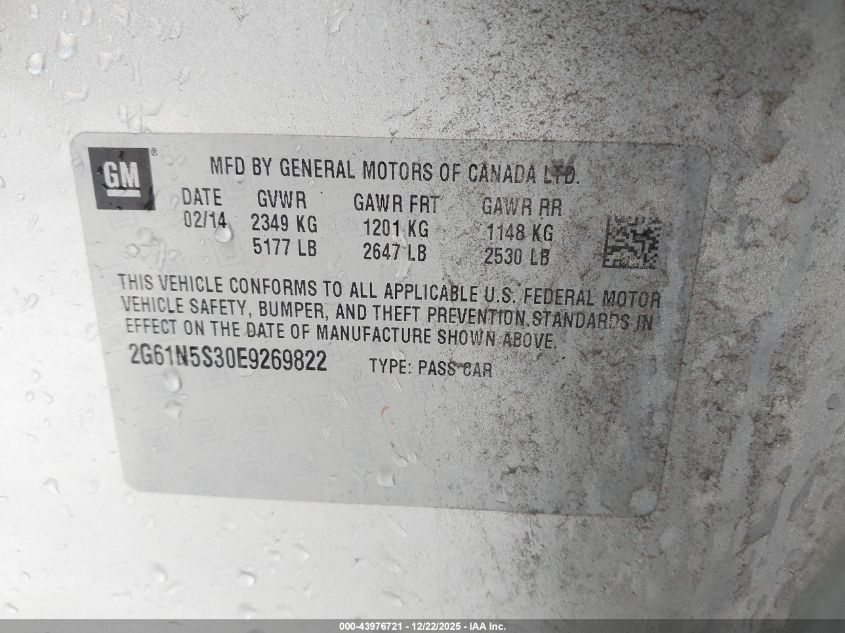 GM ®
MFD BY GENERAL MOTORS OF CANADA LTD.
DATE GVWR GAWR FRT GAWR RR
02/14 2349 KG 1201 KG 1148 KG
5177 LB 2647 LB 2530 LB
THIS VEHICLE CONFORMS TO ALL APPLICABLE U.S. FEDERAL MOTOR
VEHICLE SAFETY, BUMPER, AND THEFT PREVENTION STANDARDS IN
EFFECT ON THE DATE OF MANUFACTURE SHOWN ABOVE.
2G61N5S30E9269822 TYPE: PASS CAR
000-43976721 - 12/22/2025 - IAA Inc.